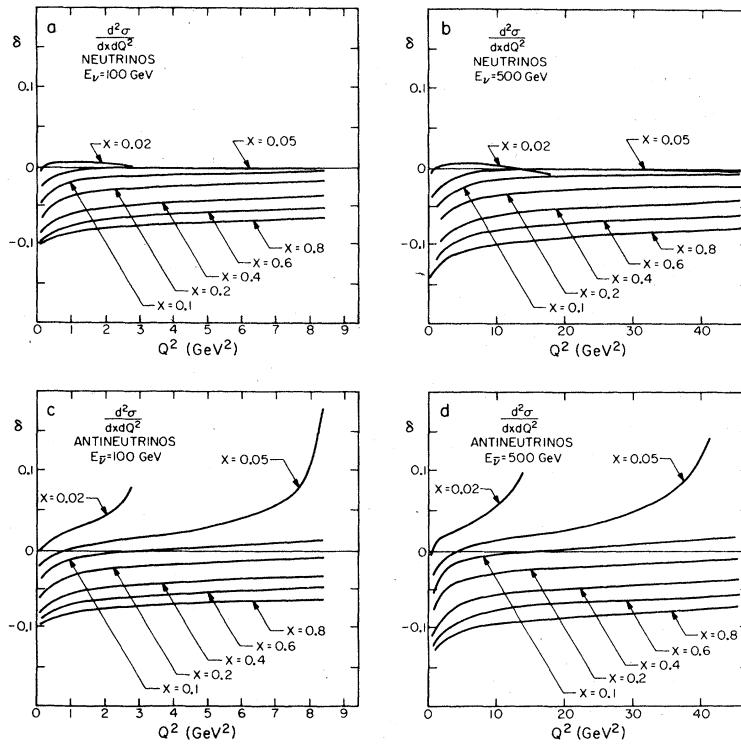 a
δ
d²σ
dxdQ²
NEUTRINOS
Eν=100 GeV
0.1
0
-0.1
X=0.02
X=0.05
X=0.8
X=0.6
X=0.4
X=0.2
X=0.1
0 1 2 3 4 5 6 7 8 9
Q² (GeV²)
b
δ
d²σ
dxdQ²
NEUTRINOS
Eν=500 GeV
0.1
0
-0.1
X=0.02
X=0.05
X=0.8
X=0.6
X=0.4
X=0.2
X=0.1
0 10 20 30 40
Q² (GeV²)
c
δ
d²σ
dxdQ²
ANTINEUTRINOS
Eν̄=100 GeV
0.1
0
-0.1
X=0.02
X=0.05
X=0.8
X=0.6
X=0.4
X=0.2
X=0.1
0 1 2 3 4 5 6 7 8 9
Q² (GeV²)
d
δ
d²σ
dxdQ²
ANTINEUTRINOS
Eν̄=500 GeV
0.1
0
-0.1
X=0.02
X=0.05
X=0.8
X=0.6
X=0.4
X=0.2
X=0.1
0 10 20 30 40
Q² (GeV²)